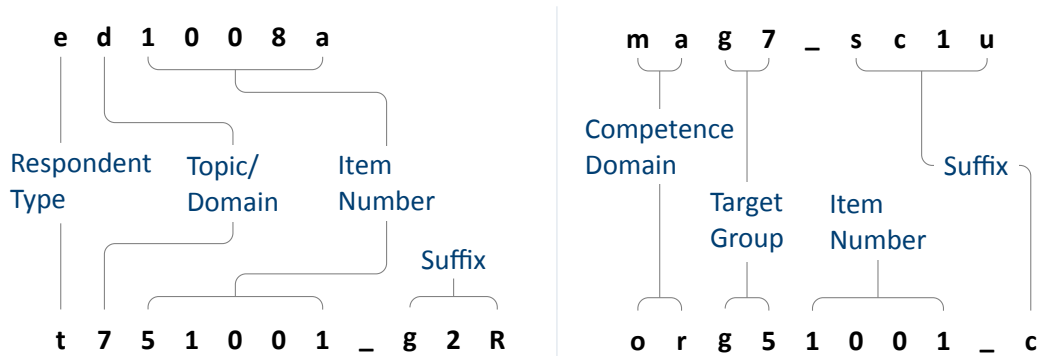 e d 1 0 0 8 a
Respondent Type
Topic/ Domain
Item Number
Suffix
t 7 5 1 0 0 1 _ g 2 R
m a g 7 _ s c 1 u
Competence Domain
Suffix
Target Group
Item Number
o r g 5 1 0 0 1 _ c